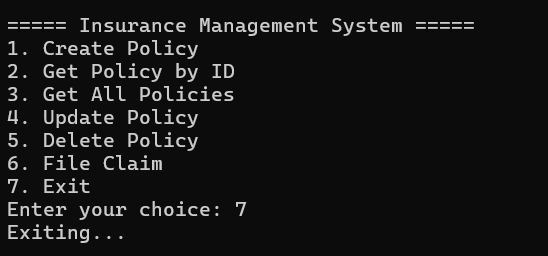 ===== Insurance Management System =====
1. Create Policy
2. Get Policy by ID
3. Get All Policies
4. Update Policy
5. Delete Policy
6. File Claim
7. Exit
Enter your choice: 7
Exiting...